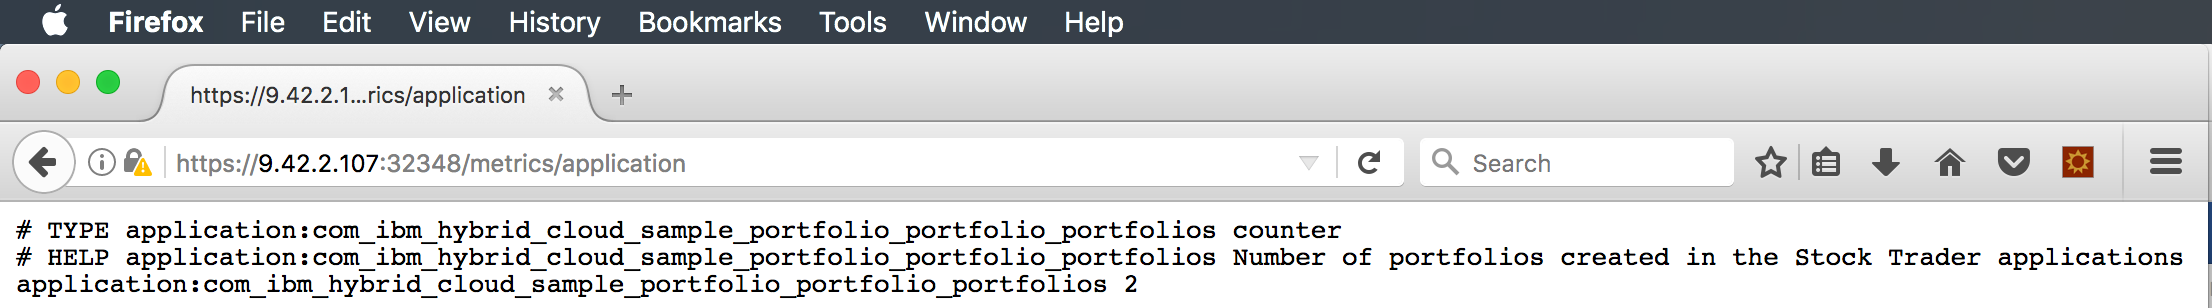 Firefox File Edit View History Bookmarks Tools Window Help
https://9.42.2.1...rics/application
https://9.42.2.107:32348/metrics/application
Search
# TYPE application:com_ibm_hybrid_cloud_sample_portfolio_portfolio_portfolios counter
# HELP application:com_ibm_hybrid_cloud_sample_portfolio_portfolio_portfolios Number of portfolios created in the Stock Trader applications
application:com_ibm_hybrid_cloud_sample_portfolio_portfolio_portfolios 2